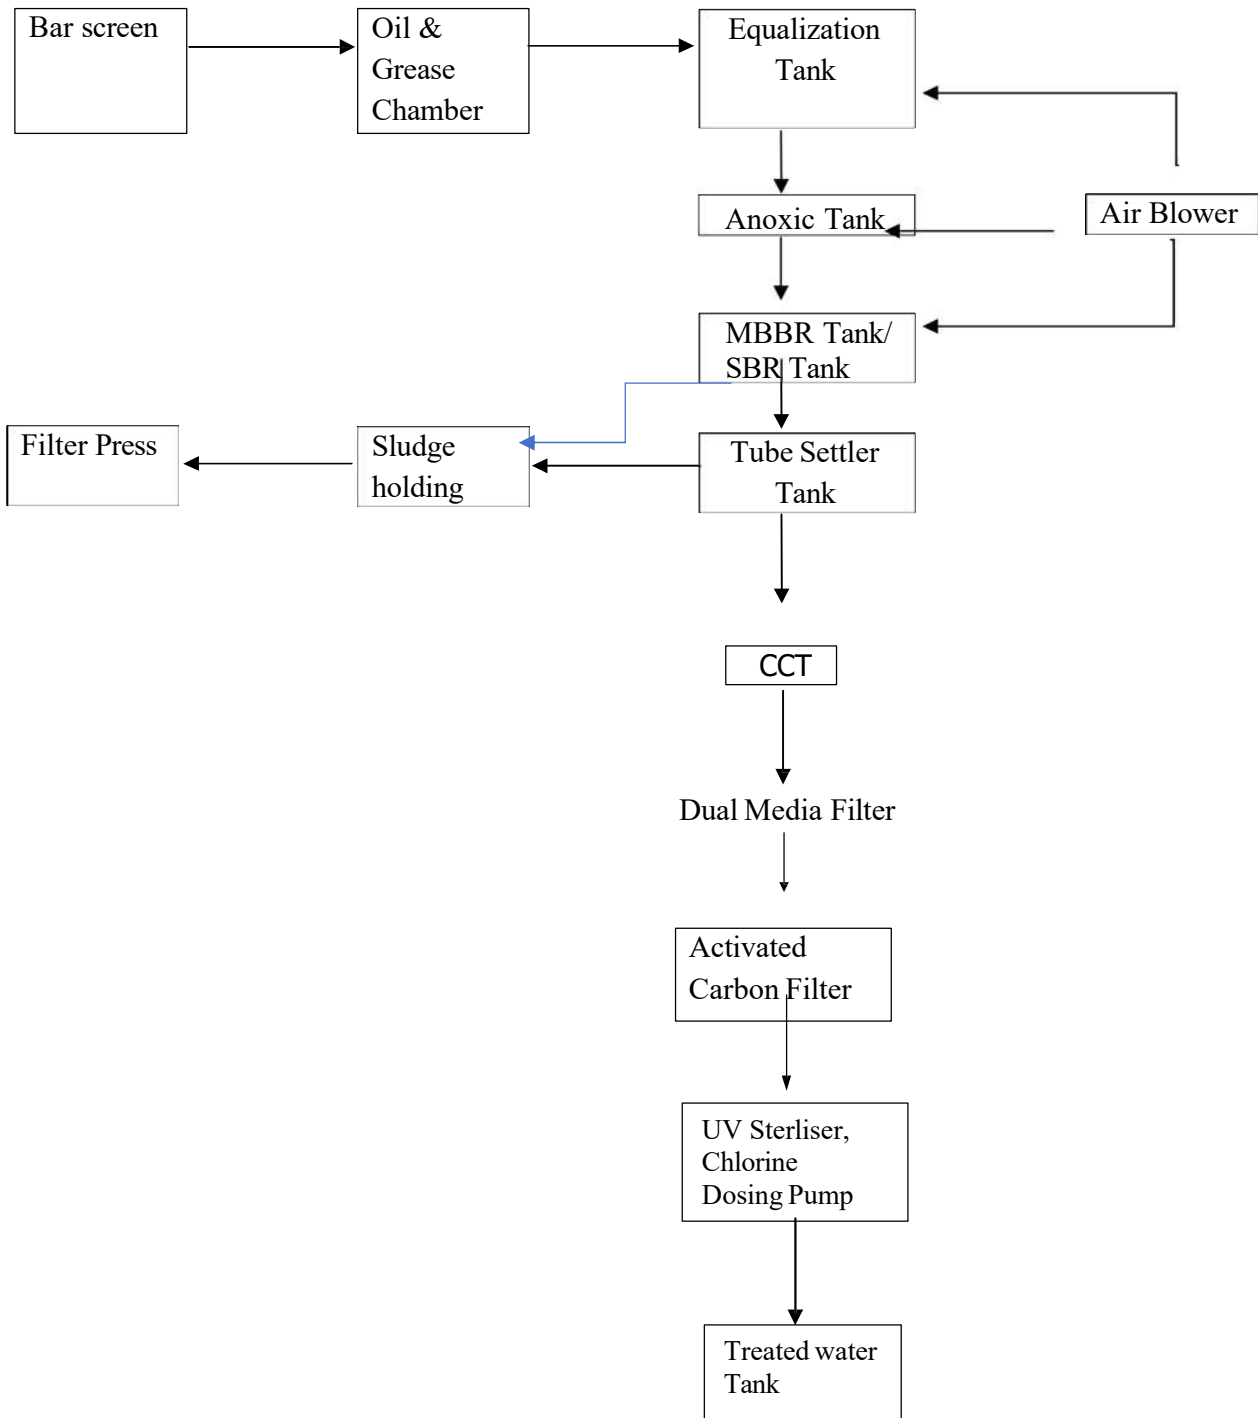 Bar screen
Oil &
Grease
Chamber
Equalization
Tank
Anoxic Tank
Air Blower
MBBR Tank/
SBR Tank
Filter Press
Sludge
holding
Tube Settler
Tank
CCT
Dual Media Filter
Activated
Carbon Filter
UV Sterliser,
Chlorine
Dosing Pump
Treated water
Tank